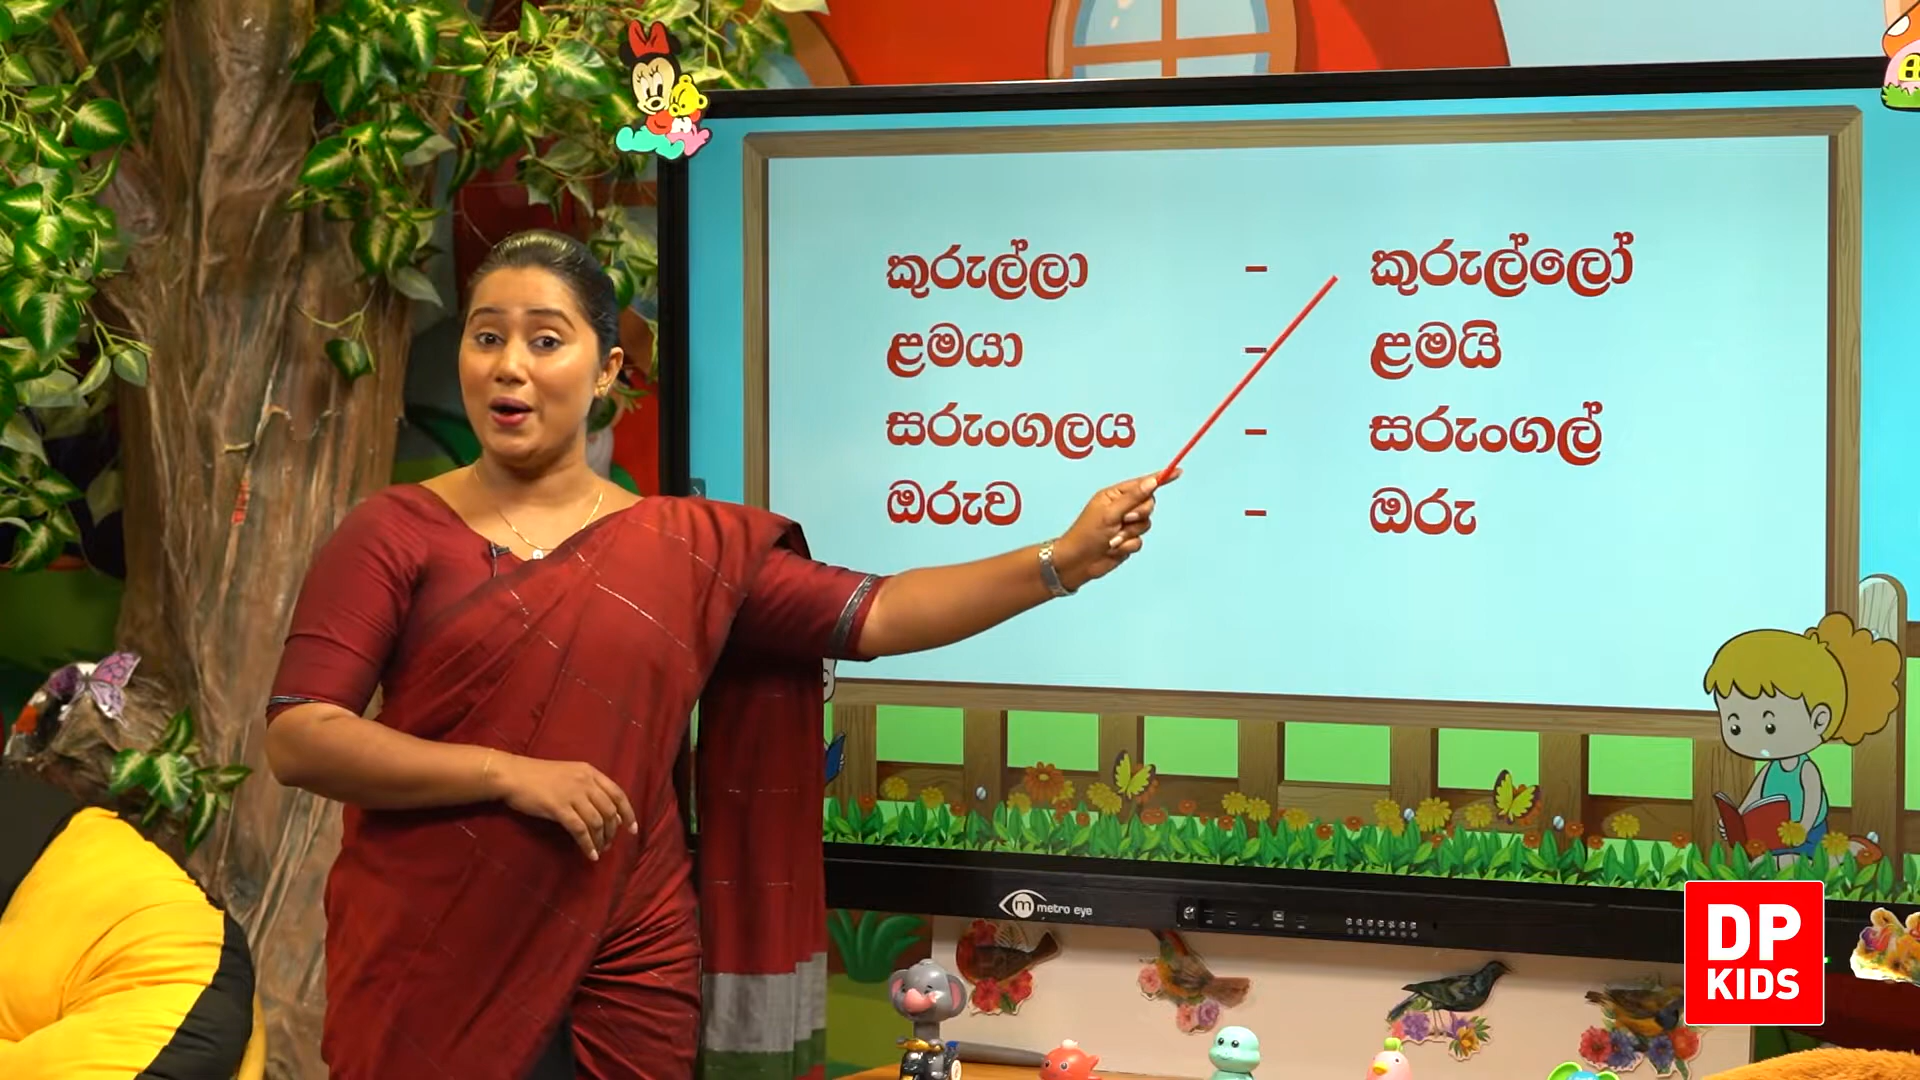 කුරුල්ලා - කුරුල්ලෝ
ළමයා - ළමයි
සරුංගලය - සරුංගල්
ඔරුව - ඔරු
metro eye
DP
KIDS